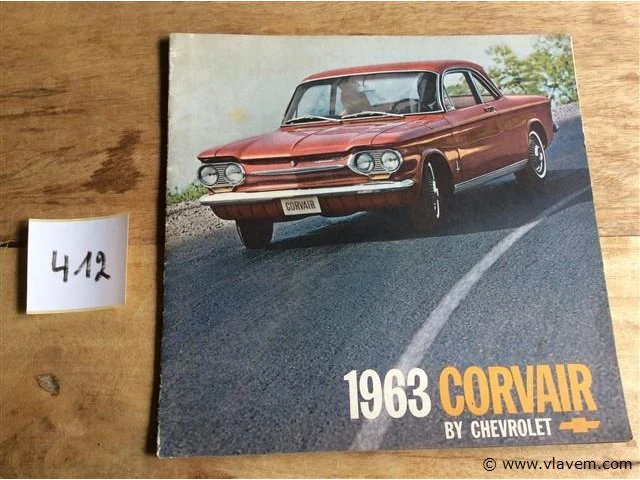 CORVAIR
412
1963 CORVAIR
BY CHEVROLET
© www.vlavem.com